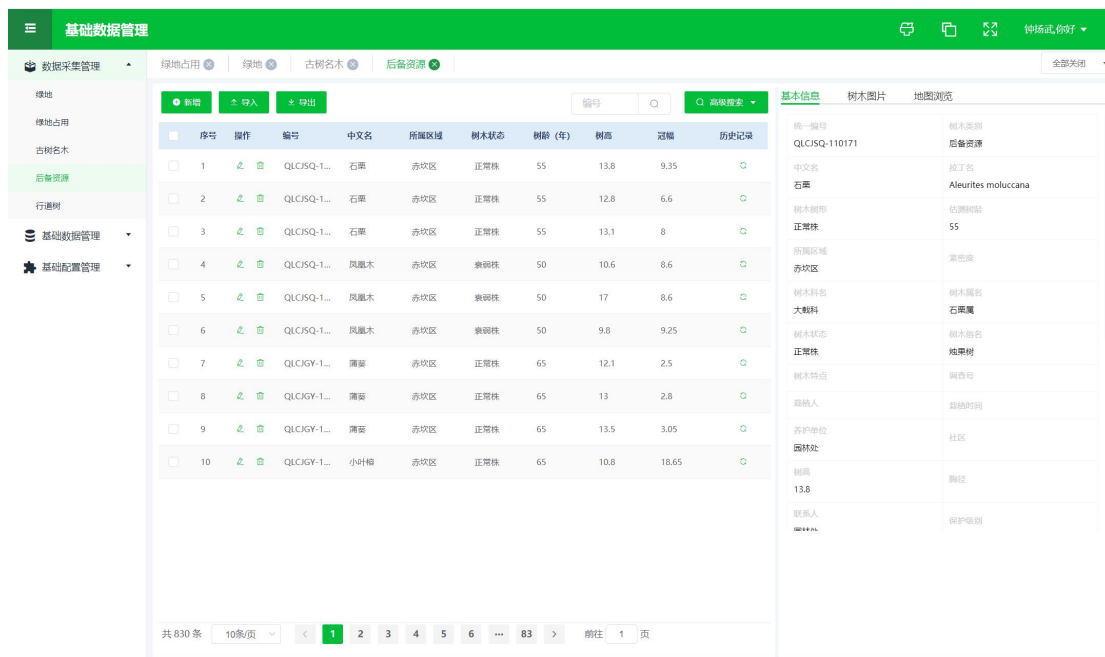 基础数据管理
钟扬武,你好
数据采集管理
绿地占用 绿地 古树名木 后备资源 全部关闭
绿地
绿地占用
古树名木
后备资源
行道树
基础数据管理
基础配置管理
新增 导入 导出 编号 高级搜索
序号 操作 编号 中文名 所属区域 树木状态 树龄（年） 树高 冠幅 历史记录
1 QLCJSQ-1... 石栗 赤坎区 正常株 55 13.8 9.35
2 QLCJSQ-1... 石栗 赤坎区 正常株 55 12.8 6.6
3 QLCJSQ-1... 石栗 赤坎区 正常株 55 13.1 8
4 QLCJSQ-1... 凤凰木 赤坎区 衰弱株 50 10.6 8.6
5 QLCJSQ-1... 凤凰木 赤坎区 衰弱株 50 17 8.6
6 QLCJSQ-1... 凤凰木 赤坎区 衰弱株 50 9.8 9.25
7 QLCJGY-1... 蒲葵 赤坎区 正常株 65 12.1 2.5
8 QLCJGY-1... 蒲葵 赤坎区 正常株 65 13 2.8
9 QLCJGY-1... 蒲葵 赤坎区 正常株 65 13.5 3.05
10 QLCJGY-1... 小叶榕 赤坎区 正常株 65 10.8 18.65
共 830 条 10条/页 < 1 2 3 4 5 6 ... 83 > 前往 1 页
基本信息 树木图片 地图浏览
统一编号 树木类别
QLCJSQ-110171 后备资源
中文名 拉丁名
石栗 Aleurites moluccana
树木树形 估测树龄
正常株 55
所属区域 紧密度
赤坎区
树木科名 树木属名
大戟科 石栗属
树木状态 树木俗名
正常株 烛果树
树木特点 调查号
栽植人 栽植时间
养护单位 社区
园林处
树高 胸径
13.8
联系人 保护级别
园林处